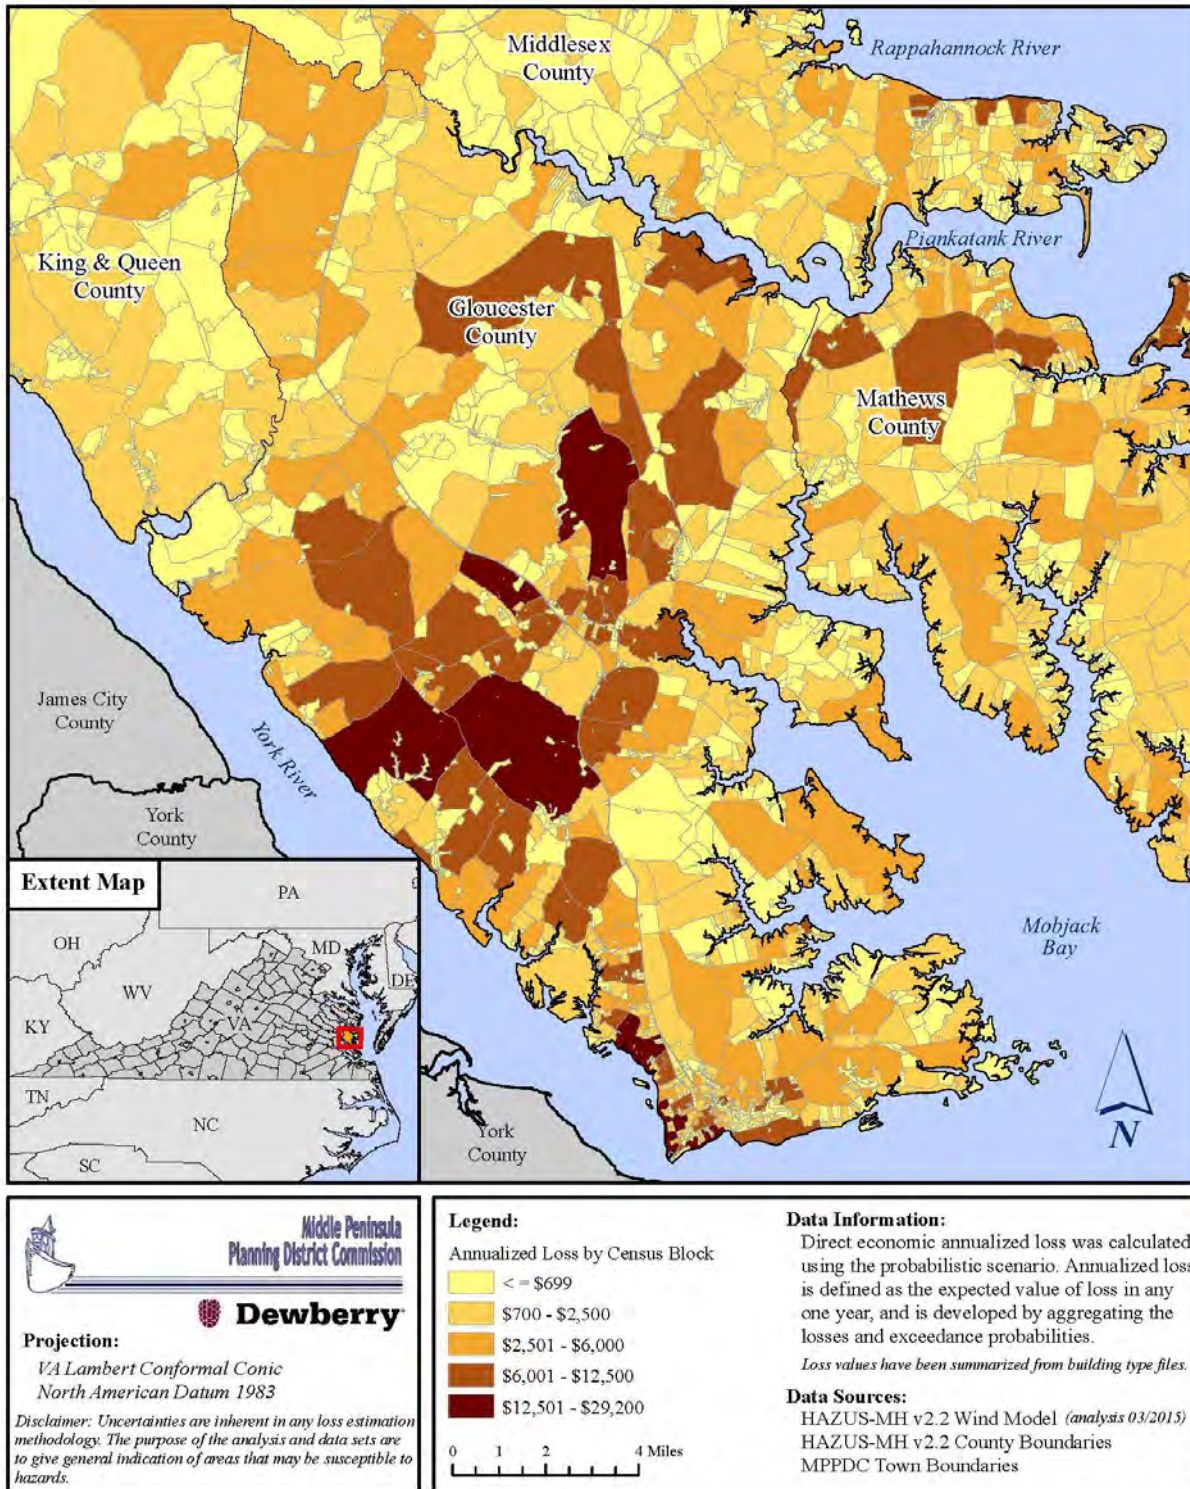 Middlesex
County
Rappahannock River
King & Queen
County
Piankatank River
Gloucester
County
Mathews
County
James City
County
York River
York
County
Mobjack
Bay
York
County
N
Extent Map
PA
OH
MD
DE
WV
KY
VA
TN
NC
SC
Middle Peninsula
Planning District Commission
Dewberry
Projection:
VA Lambert Conformal Conic
North American Datum 1983
Disclaimer: Uncertainties are inherent in any loss estimation
methodology. The purpose of the analysis and data sets are
to give general indication of areas that may be susceptible to
hazards.
Legend:
Annualized Loss by Census Block
< = $699
$700 - $2,500
$2,501 - $6,000
$6,001 - $12,500
$12,501 - $29,200
0 1 2 4 Miles
Data Information:
Direct economic annualized loss was calculated
using the probabilistic scenario. Annualized loss
is defined as the expected value of loss in any
one year, and is developed by aggregating the
losses and exceedance probabilities.
Loss values have been summarized from building type files.
Data Sources:
HAZUS-MH v2.2 Wind Model (analysis 03/2015)
HAZUS-MH v2.2 County Boundaries
MPPDC Town Boundaries